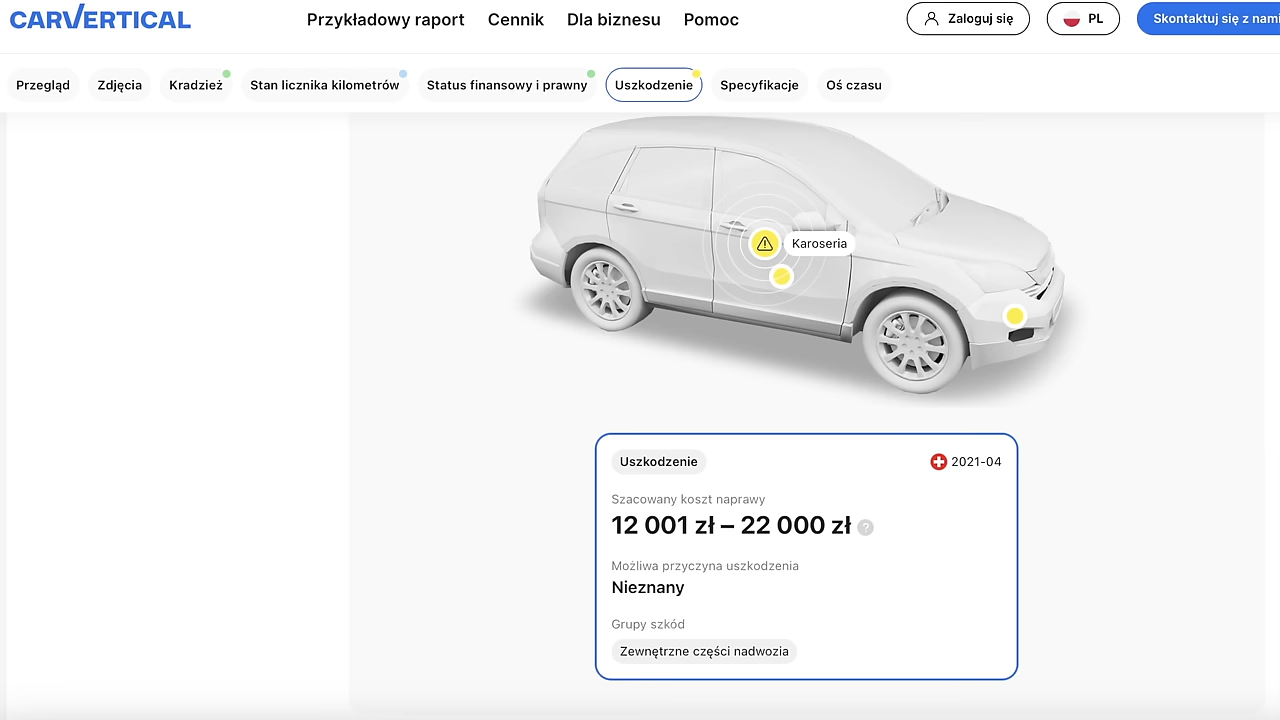 CARVERTICAL
Przykładowy raport Cennik Dla biznesu Pomoc
Zaloguj się
PL
Skontaktuj się z nami
Przegląd Zdjęcia Kradzież Stan licznika kilometrów Status finansowy i prawny Uszkodzenie Specyfikacje Oś czasu
Karoseria
Uszkodzenie 2021-04
Szacowany koszt naprawy
12 001 zł – 22 000 zł ?
Możliwa przyczyna uszkodzenia
Nieznany
Grupy szkód
Zewnętrzne części nadwozia